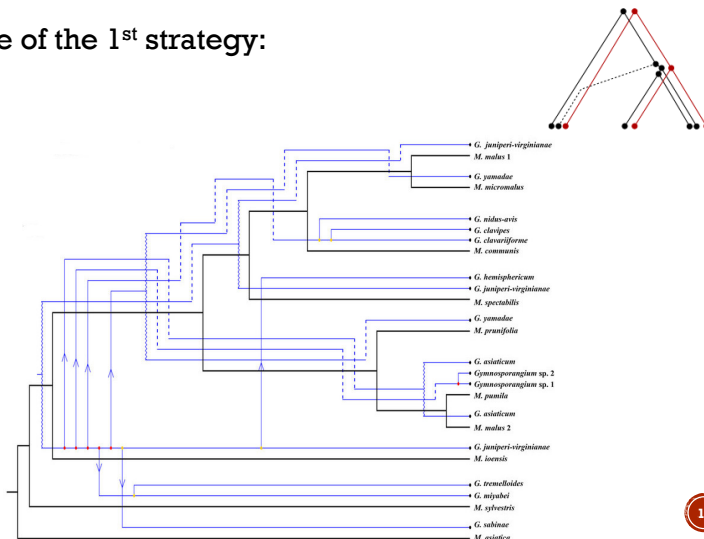 e of the 1st strategy:
G. juniperi-virginianae
M. malus 1
G. yamadae
M. micromalus
G. nidus-avis
G. clavipes
G. clavariiforme
M. communis
G. hemisphericum
G. juniperi-virginianae
M. spectabilis
G. yamadae
M. prunifolia
G. asiaticum
Gymnosporangium sp. 2
Gymnosporangium sp. 1
M. pumila
G. asiaticum
M. malus 2
G. juniperi-virginianae
M. ioensis
G. tremelloides
G. miyabei
M. sylvestris
G. sabinae
M. asiatica